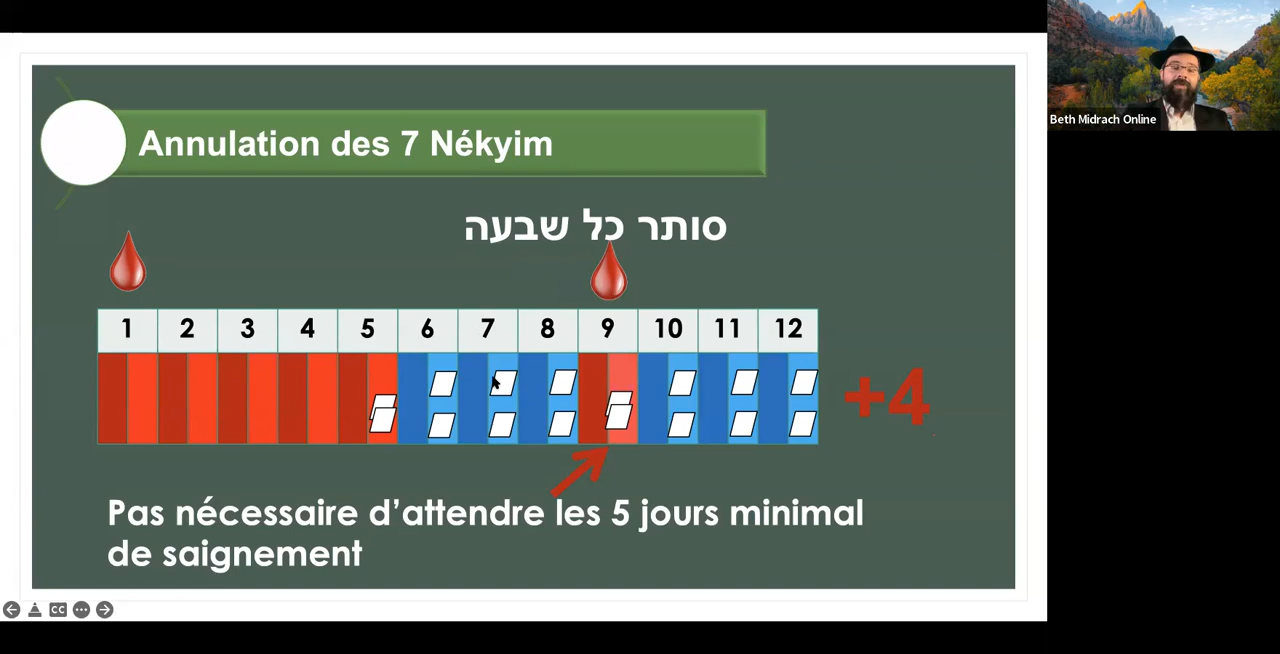 Annulation des 7 Nékyim
סותר כל שבעה
1 2 3 4 5 6 7 8 9 10 11 12
+4
Pas nécessaire d’attendre les 5 jours minimal
de saignement
Beth Midrach Online
CC